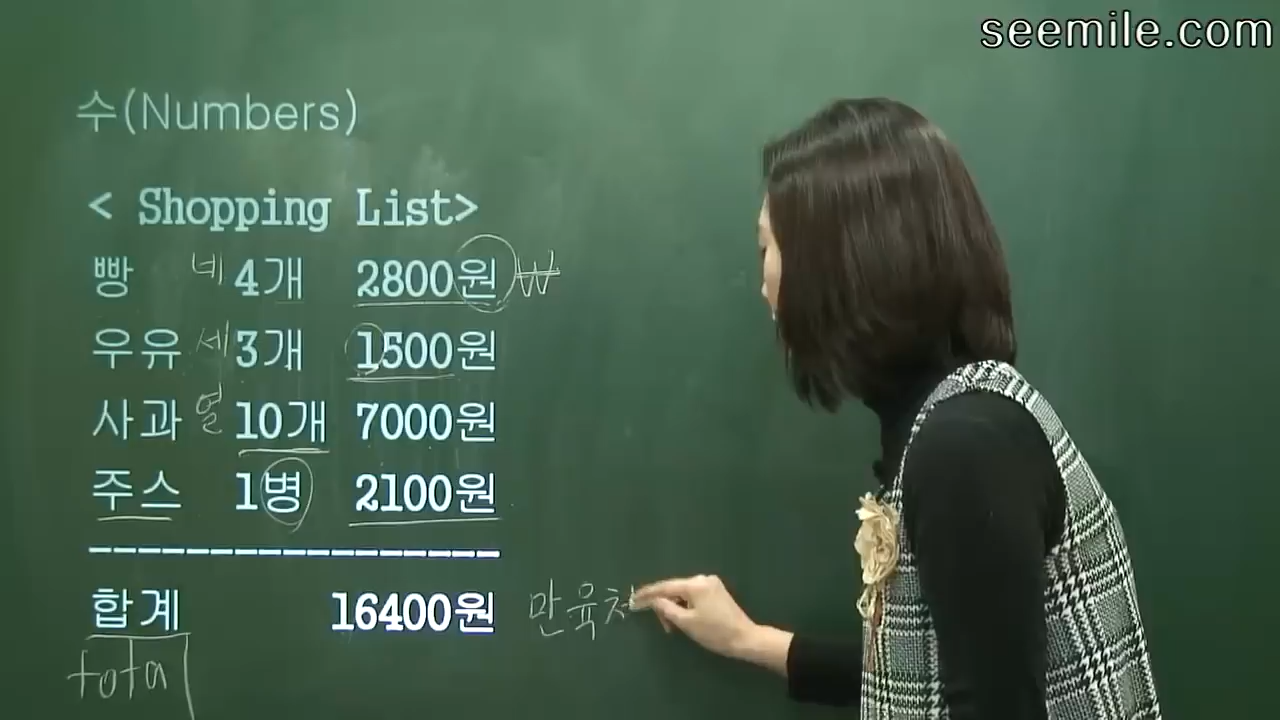 seemile.com
수(Numbers)
< Shopping List>
빵 네 4개 2800원 ₩
우유 세 3개 1500원
사과 열 10개 7000원
주스 1병 2100원
합계 16400원 만육
total